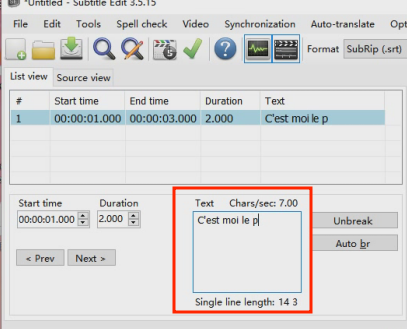 *Untitled - Subtitle Edit 3.5.15
File Edit Tools Spell check Video Synchronization Auto-translate Opt
Format SubRip (.srt)
List view Source view
# Start time End time Duration Text
1 00:00:01.000 00:00:03.000 2.000 C'est moi le p
Start time Duration Text Chars/sec: 7.00
00:00:01.000 2.000 C'est moi le p Unbreak
Auto br
< Prev Next >
Single line length: 14 3